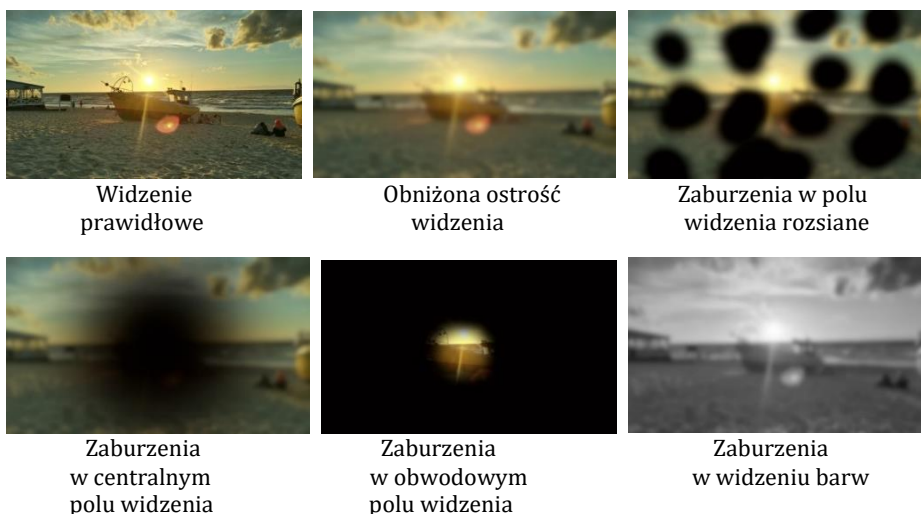 Widzenie
prawidłowe
Obniżona ostrość
widzenia
Zaburzenia w polu
widzenia rozsiane
Zaburzenia
w centralnym
polu widzenia
Zaburzenia
w obwodowym
polu widzenia
Zaburzenia
w widzeniu barw